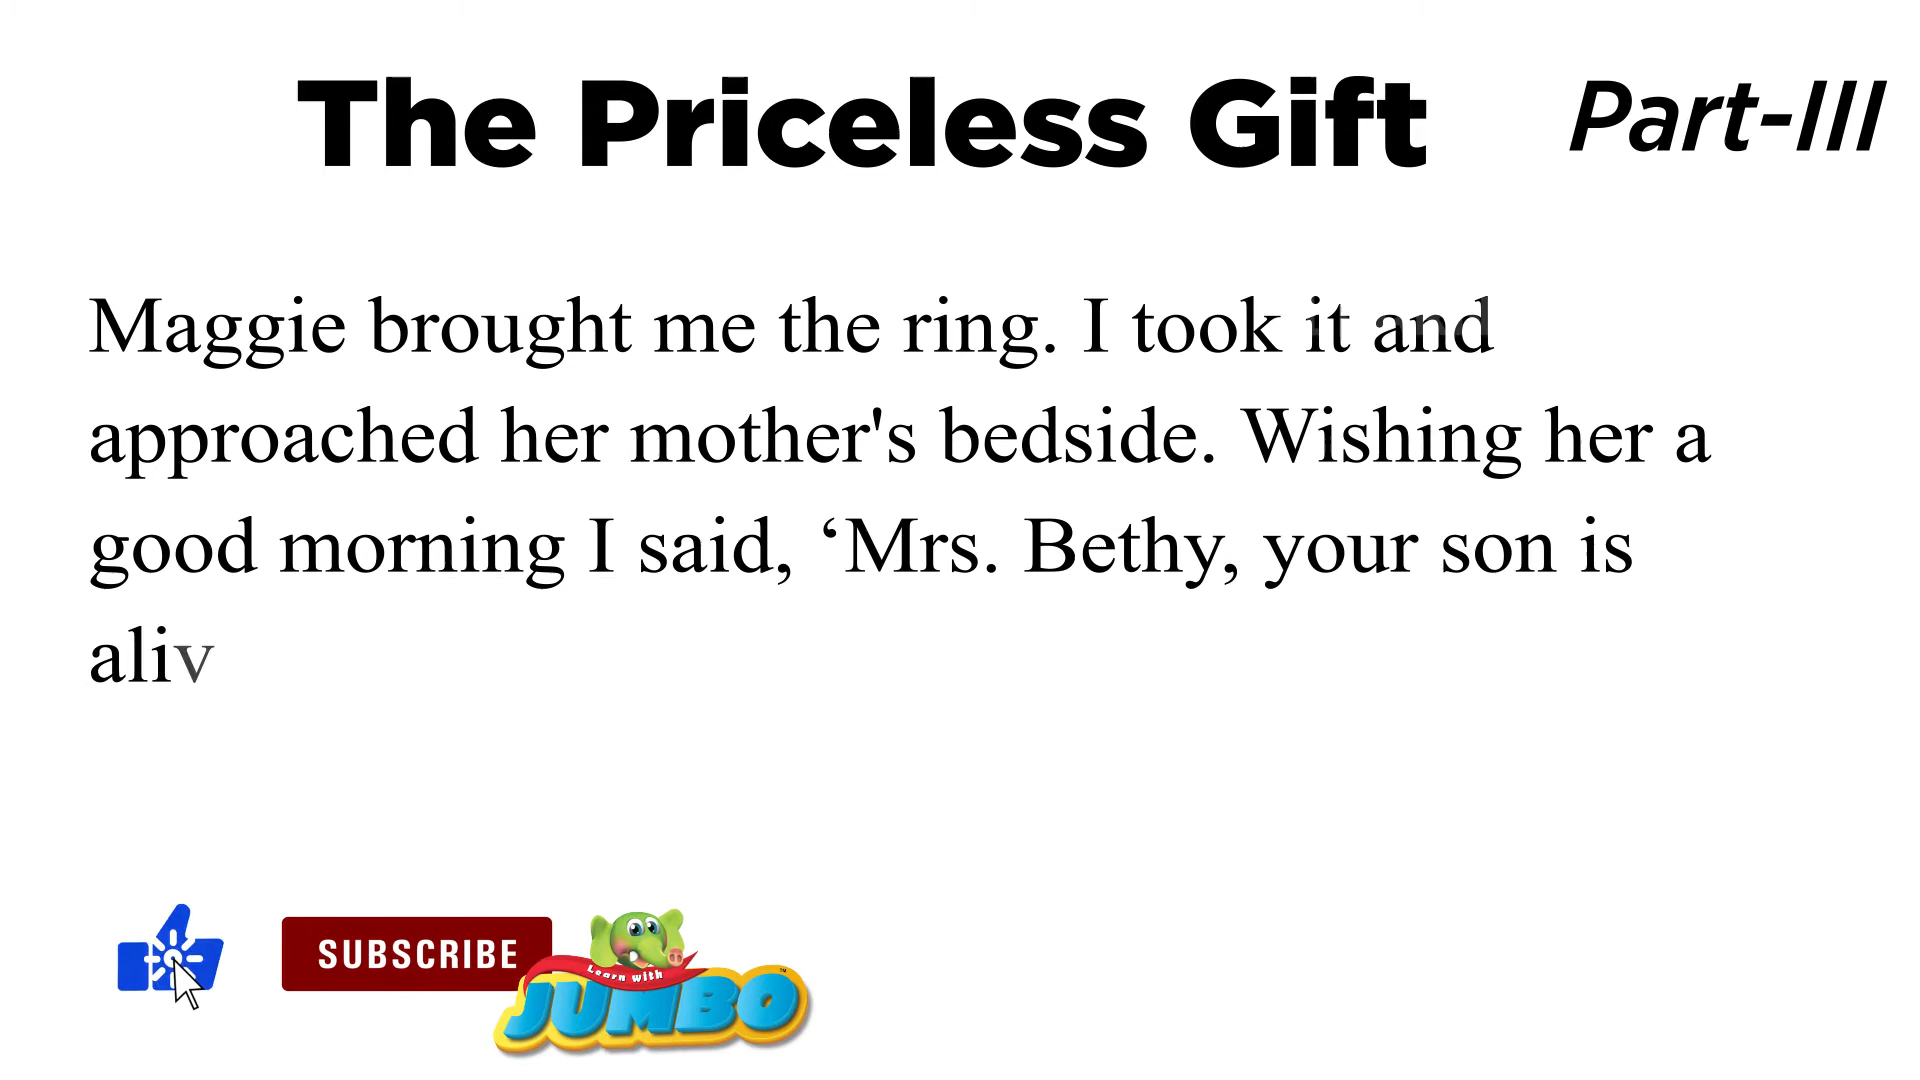 The Priceless Gift
Part-III
Maggie brought me the ring. I took it and
approached her mother's bedside. Wishing her a
good morning I said, ‘Mrs. Bethy, your son is
aliv
SUBSCRIBE
Learn with
JUMBO
TM